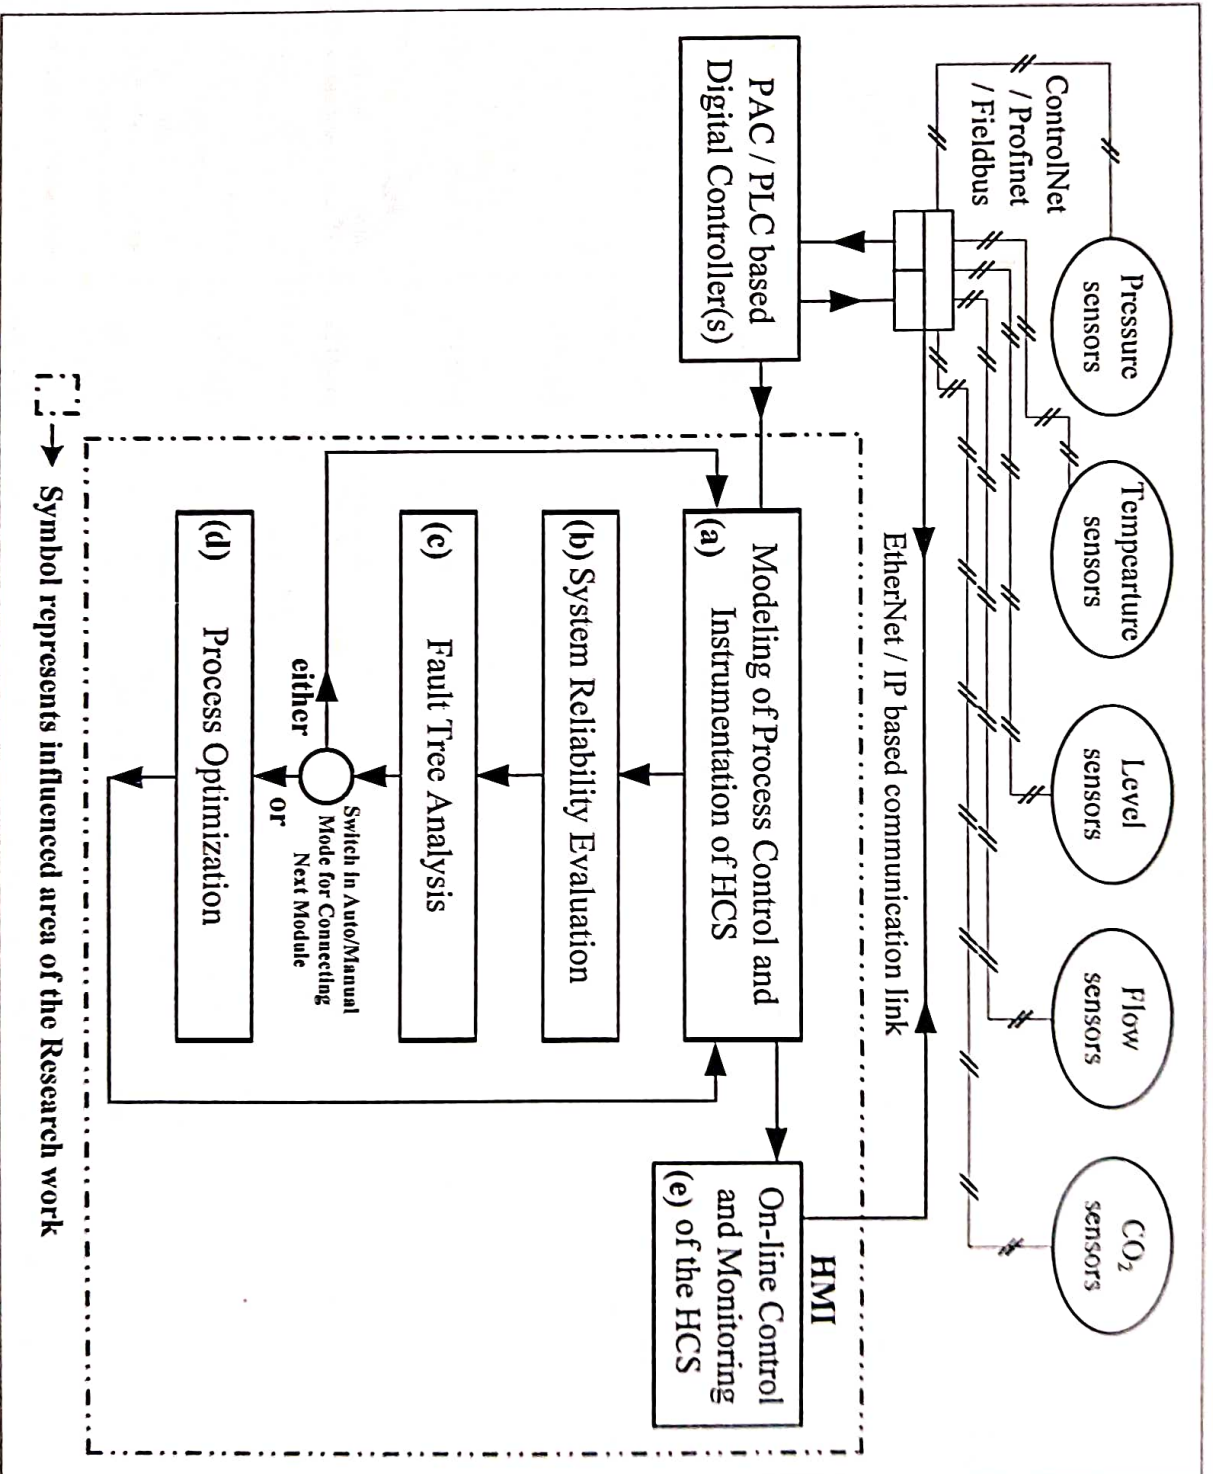 Pressure
sensors
Tempcarture
sensors
Level
sensors
Flow
sensors
CO₂
sensors
ControlNet
/ Profinet
/ Fieldbus
EtherNet / IP based communication link
PAC / PLC based
Digital Controller(s)
HMI
Modeling of Process Control and
(a) Instrumentation of HCS
On-line Control
and Monitoring
(e) of the HCS
(b) System Reliability Evaluation
(c) Fault Tree Analysis
Switch in Auto/Manual
Mode for Connecting
Next Module
either
or
(d) Process Optimization
Symbol represents influenced area of the Research work